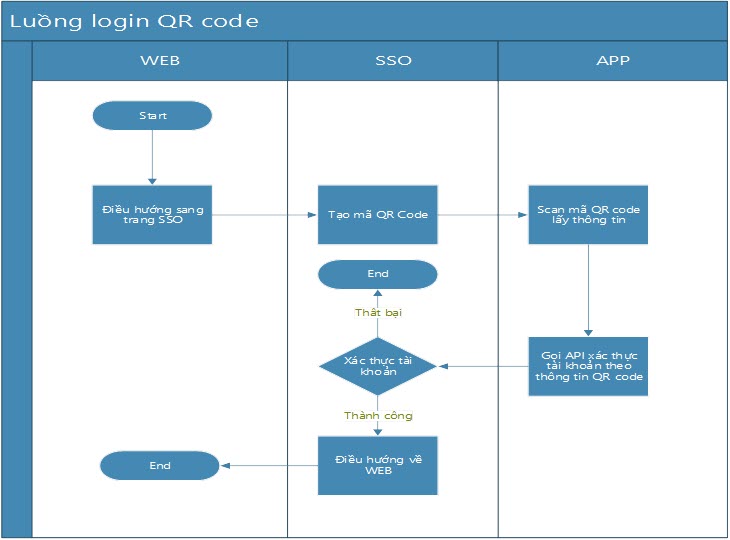 Luồng login QR code
WEB
SSO
APP
Start
Điều hướng sang
trang SSO
Tạo mã QR Code
Scan mã QR code
lấy thông tin
End
Thất bại
Xác thực tài
khoản
Gọi API xác thực
tài khoản theo
thông tin QR code
Thành công
Điều hướng về
WEB
End